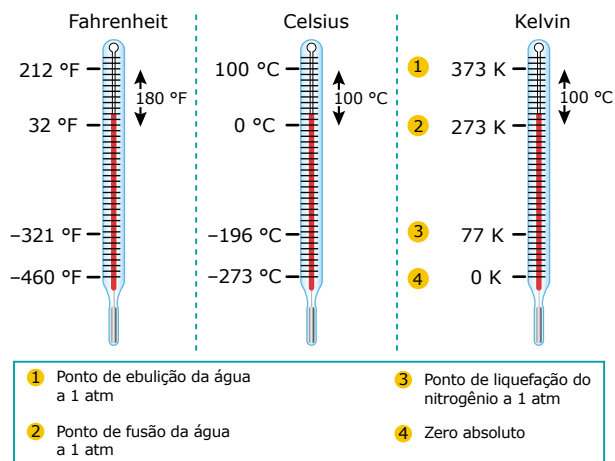 Fahrenheit
212 °F
180 °F
32 °F
–321 °F
–460 °F
Celsius
100 °C
100 °C
0 °C
–196 °C
–273 °C
Kelvin
1 373 K
100 °C
2 273 K
3 77 K
4 0 K
1 Ponto de ebulição da água
a 1 atm
2 Ponto de fusão da água
a 1 atm
3 Ponto de liquefação do
nitrogênio a 1 atm
4 Zero absoluto